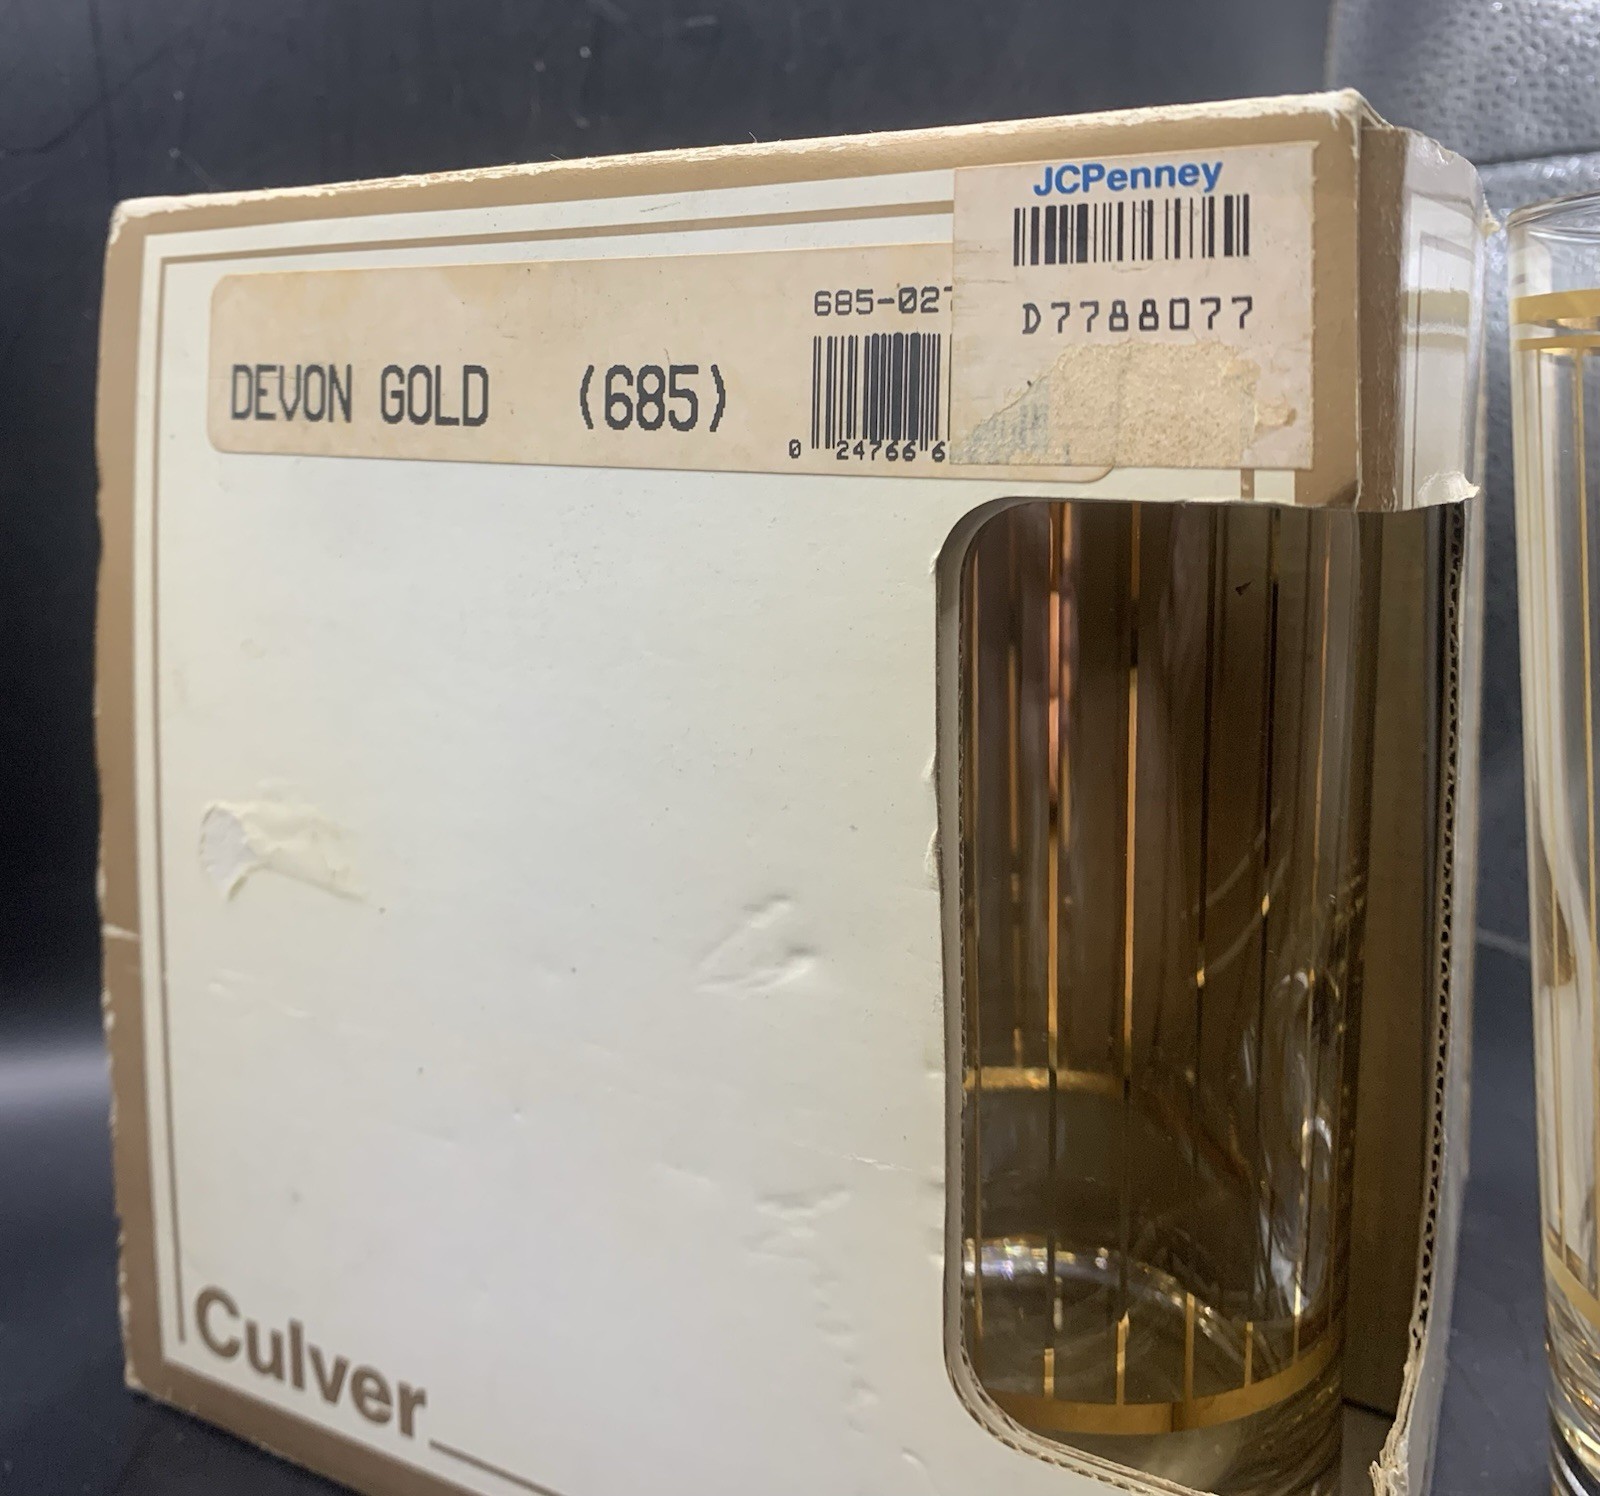 JCPenney
D7788077
685-027
DEVON GOLD (685)
0 24766 6
Culver